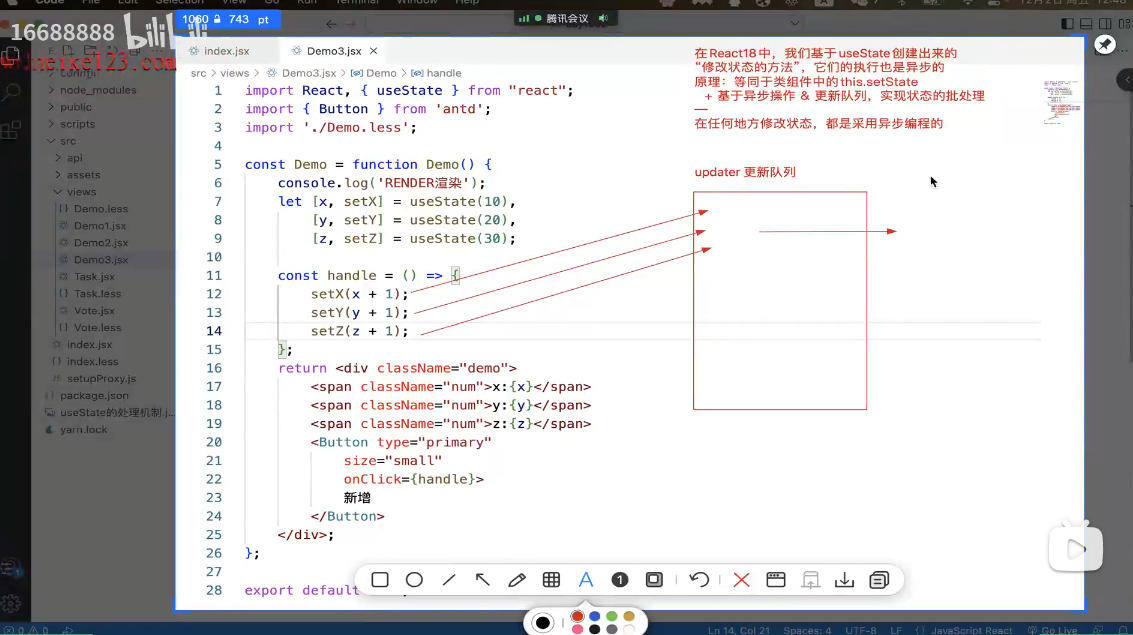 Code File Edit Selection View Go Run Terminal Window Help
1060 743 pt
腾讯会议
12月2日 周五 12:48
16688888
bilibili
www.heike123.com
index.jsx
Demo3.jsx
src > views > Demo3.jsx > Demo > handle
config
node_modules
public
scripts
src
api
assets
views
Demo.less
Demo1.jsx
Demo2.jsx
Demo3.jsx
Task.jsx
Task.less
Vote.jsx
Vote.less
index.jsx
index.less
setupProxy.js
package.json
useState的处理机制.j...
yarn.lock
1 import React, { useState } from "react";
2 import { Button } from 'antd';
3 import './Demo.less';
4
5 const Demo = function Demo() {
6 console.log('RENDER渲染');
7 let [x, setX] = useState(10),
8 [y, setY] = useState(20),
9 [z, setZ] = useState(30);
10
11 const handle = () => {
12 setX(x + 1);
13 setY(y + 1);
14 setZ(z + 1);
15 };
16 return <div className="demo">
17 <span className="num">x:{x}</span>
18 <span className="num">y:{y}</span>
19 <span className="num">z:{z}</span>
20 <Button type="primary"
21 size="small"
22 onClick={handle}>
23 新增
24 </Button>
25 </div>;
26 };
27
28 export default
在React18中，我们基于useState创建出来的
“修改状态的方法”，它们的执行也是异步的
原理：等同于类组件中的this.setState
+ 基于异步操作 & 更新队列，实现状态的批处理
在任何地方修改状态，都是采用异步编程的
updater 更新队列
A
1
0 0
Ln 14, Col 21 Spaces: 4 UTF-8 LF { } JavaScript React Go Live